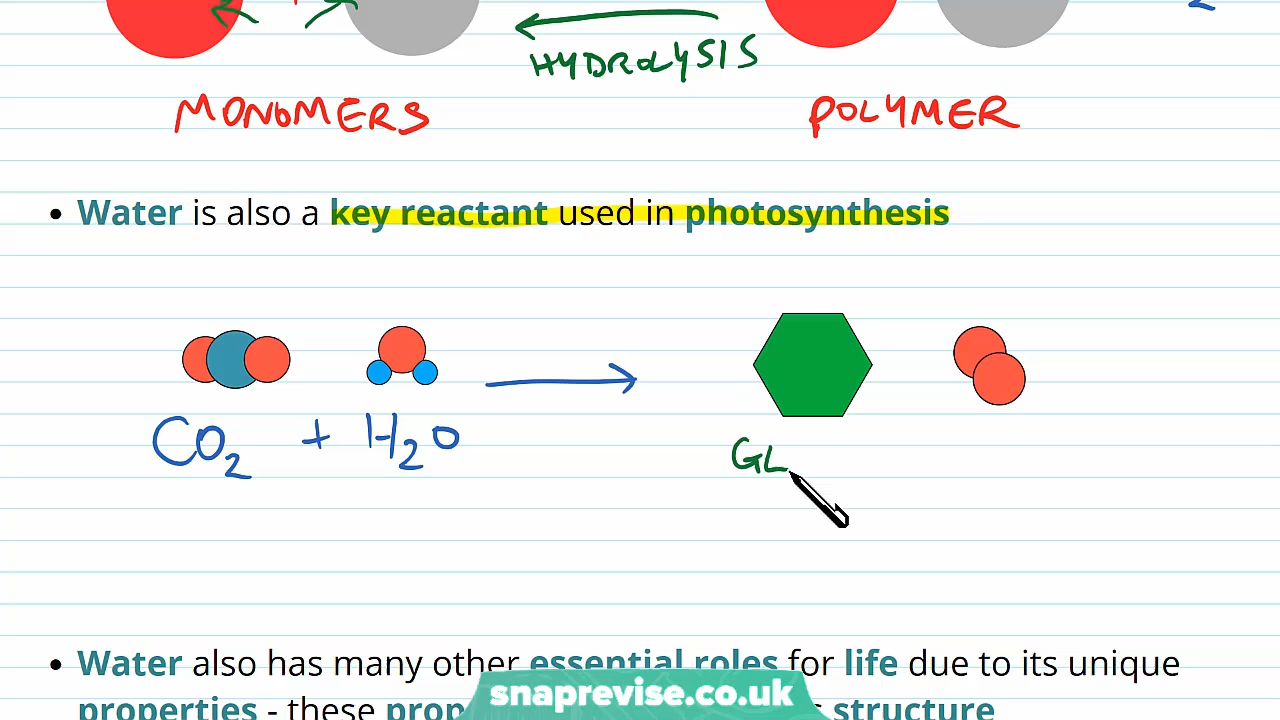 HYDROLYSIS
MONOMERS POLYMER
• Water is also a key reactant used in photosynthesis
CO2 + H2O
GL
• Water also has many other essential roles for life due to its unique
snaprevise.co.uk
properties - these structure